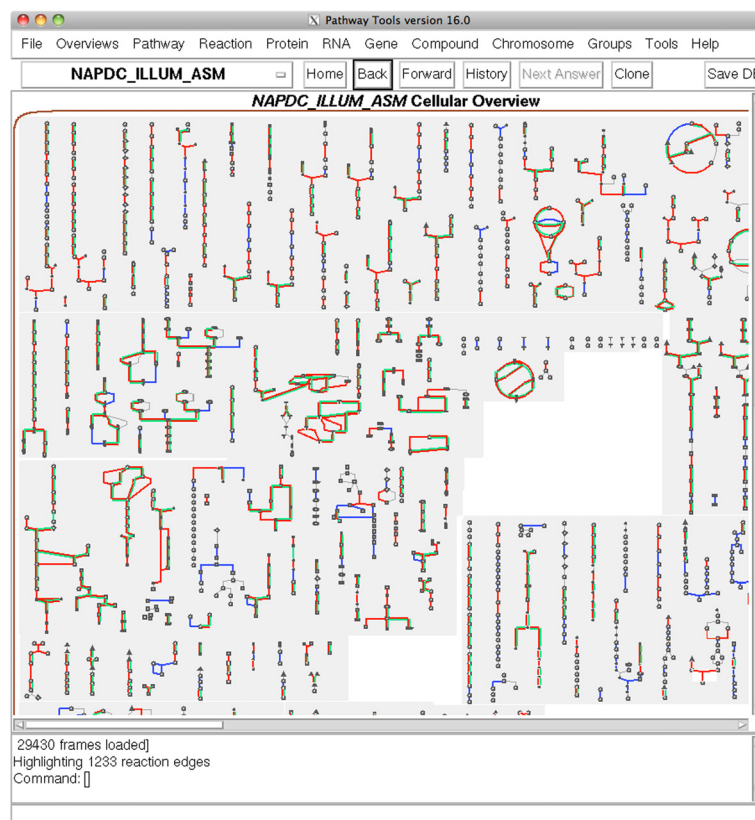 Pathway Tools version 16.0
File Overviews Pathway Reaction Protein RNA Gene Compound Chromosome Groups Tools Help
NAPDC_ILLUM_ASM Home Back Forward History Next Answer Clone Save
NAPDC_ILLUM_ASM Cellular Overview
29430 frames loaded]
Highlighting 1233 reaction edges
Command: []